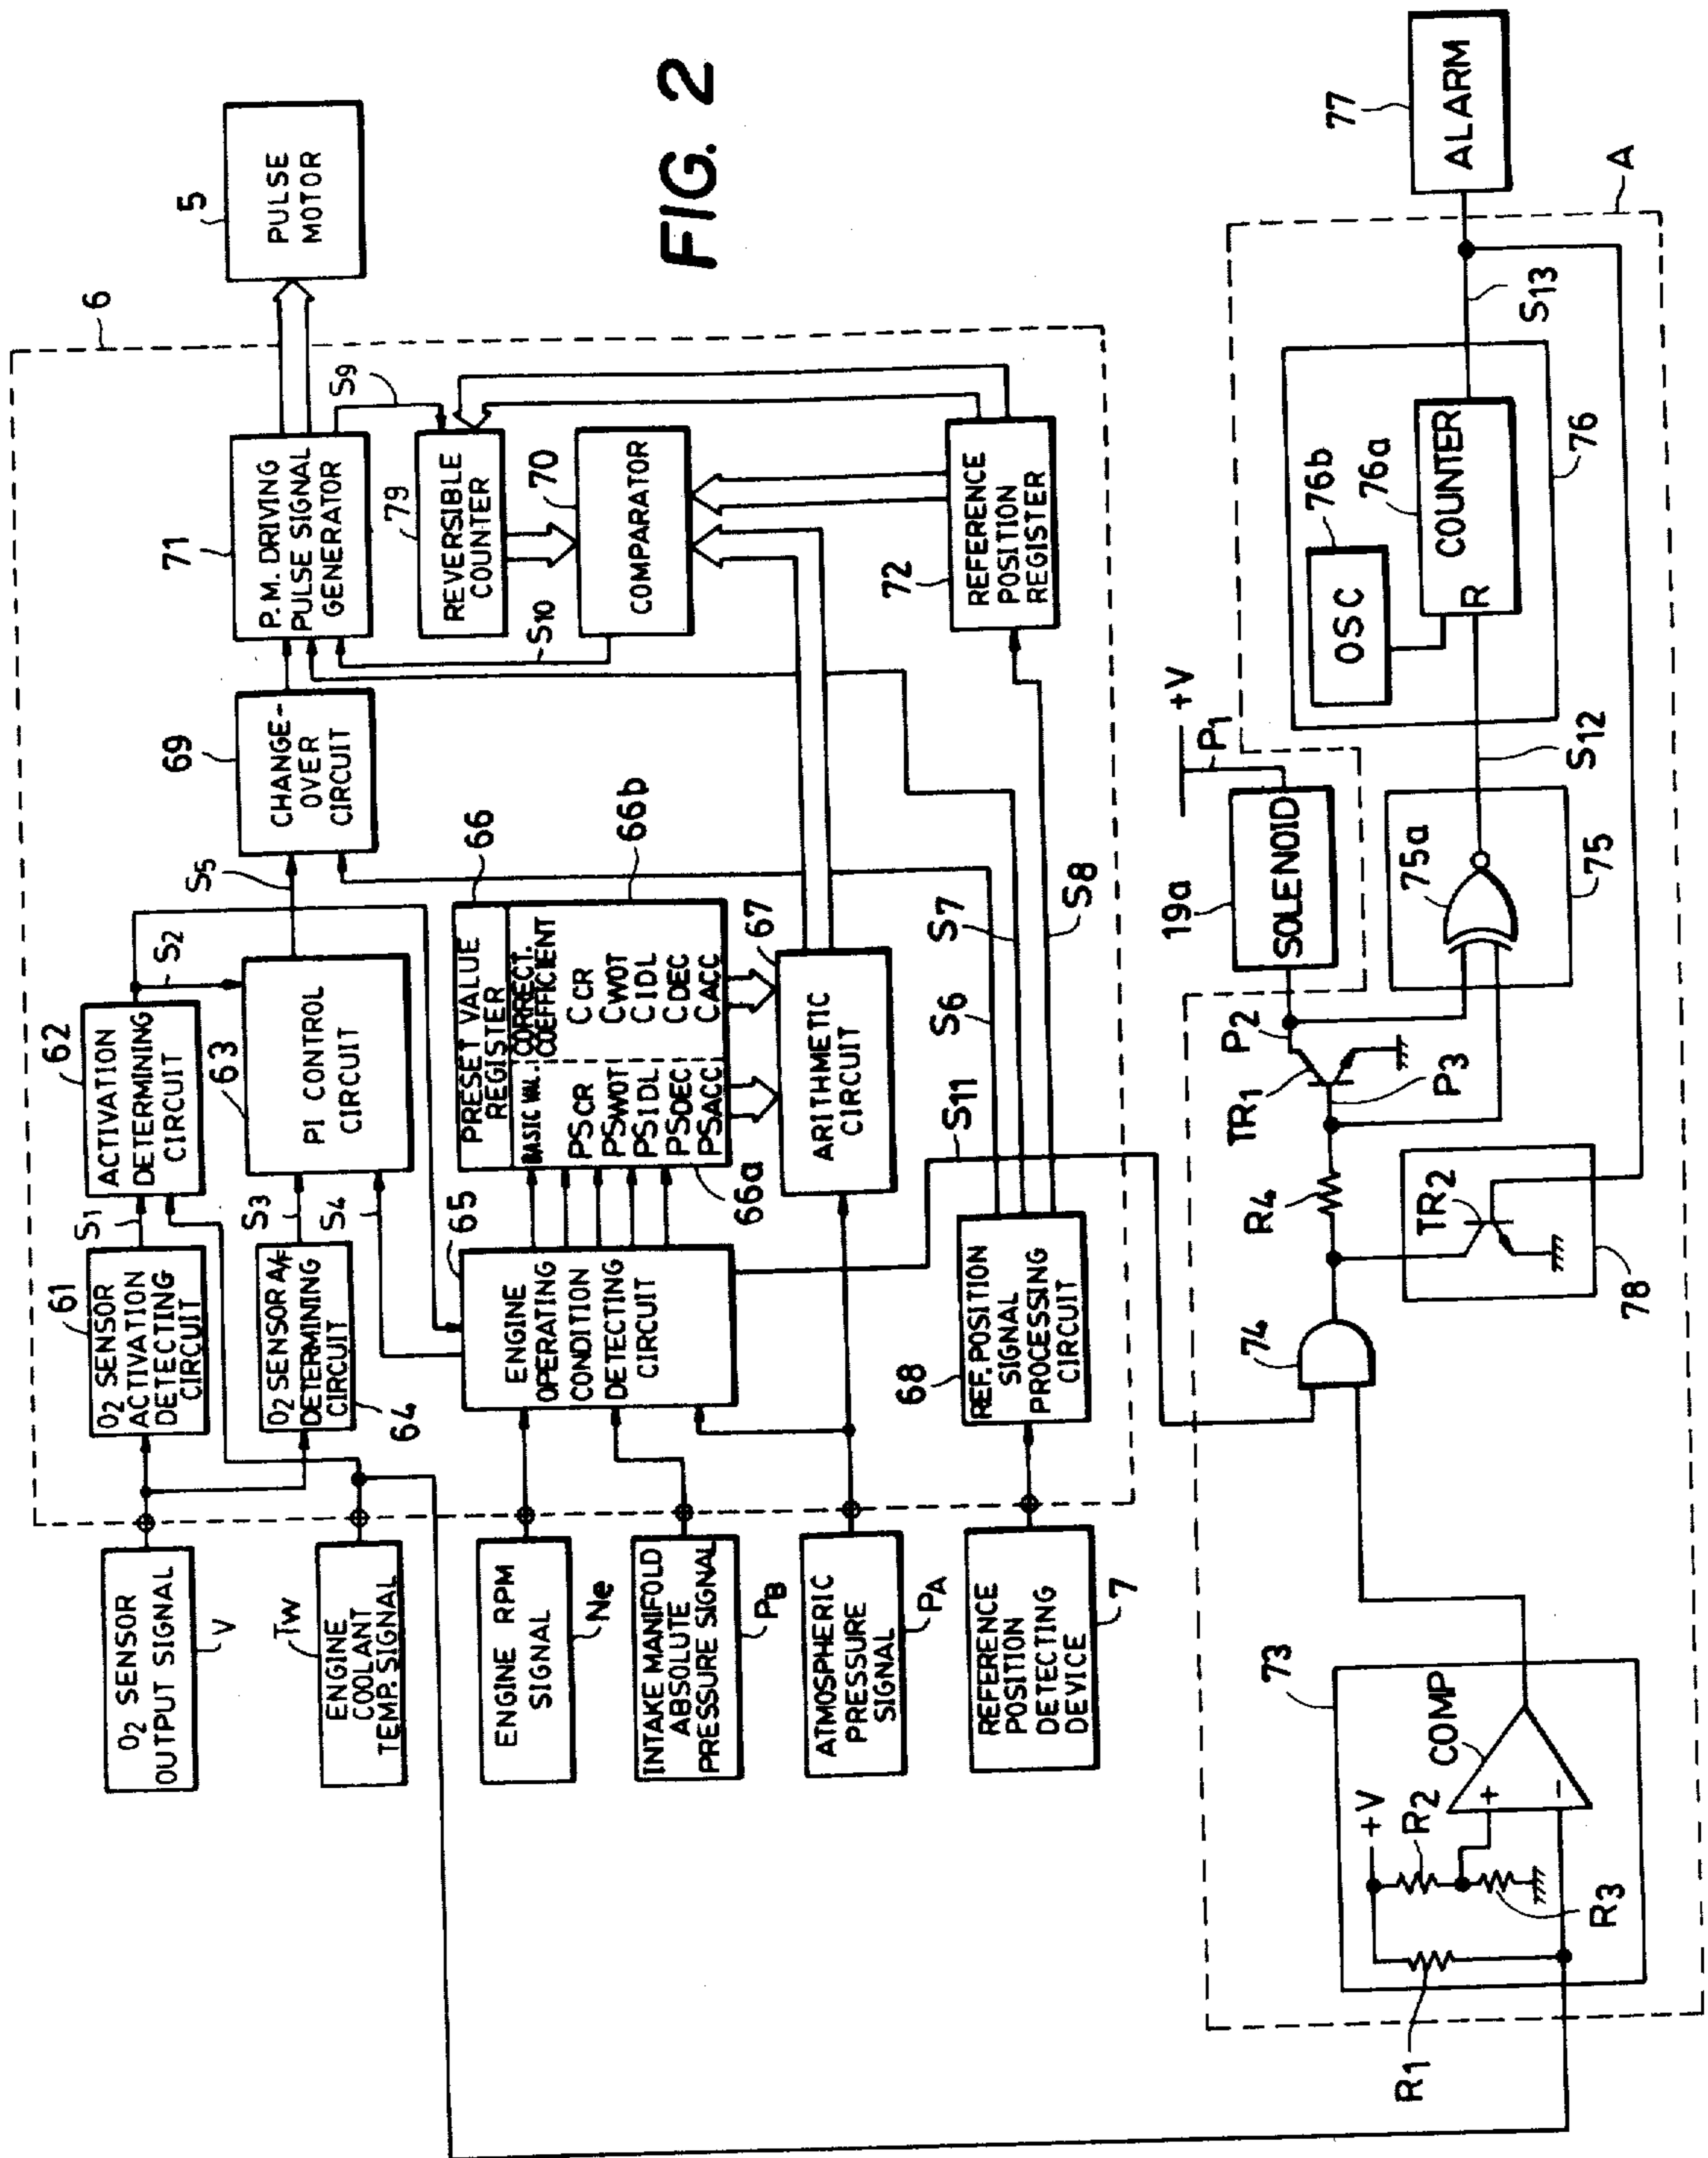 FIG. 2
6
5
PULSE
MOTOR
71
P. M. DRIVING
PULSE SIGNAL
GENERATOR
S9
79
REVERSIBLE
COUNTER
70
COMPARATOR
S10
72
REFERENCE
POSITION
REGISTER
69
CHANGE-
OVER
CIRCUIT
S5
S2
62
ACTIVATION
DETERMINING
CIRCUIT
63
PI CONTROL
CIRCUIT
66
66b
PRESET VALUE
REGISTER
BASIC VAL.
CORRECT.
COEFFICIENT
PSCR CCR
PSWOT CWOT
PSIDL CIDL
PSDEC CDEC
PSACC CACC
66a
67
ARITHMETIC
CIRCUIT
S1
S3
S4
61
O2 SENSOR
ACTIVATION
DETECTING
CIRCUIT
O2 SENSOR A/F
DETERMINING
CIRCUIT
64
65
ENGINE
OPERATING
CONDITION
DETECTING
CIRCUIT
68
REF. POSITION
SIGNAL
PROCESSING
CIRCUIT
S6
S7
S8
S11
O2 SENSOR
OUTPUT SIGNAL
V
TW
ENGINE
COOLANT
TEMP. SIGNAL
ENGINE RPM
SIGNAL
Ne
INTAKE MANIFOLD
ABSOLUTE
PRESSURE SIGNAL
PB
ATMOSPHERIC
PRESSURE
SIGNAL
PA
REFERENCE
POSITION
DETECTING
DEVICE
7
A
77
ALARM
S13
76
76b
OSC
76a
COUNTER
R
S12
+V
P1
19a
SOLENOID
75a
75
P2
TR1
P3
R4
TR2
78
74
73
COMP
+
-
+V
R2
R3
R1